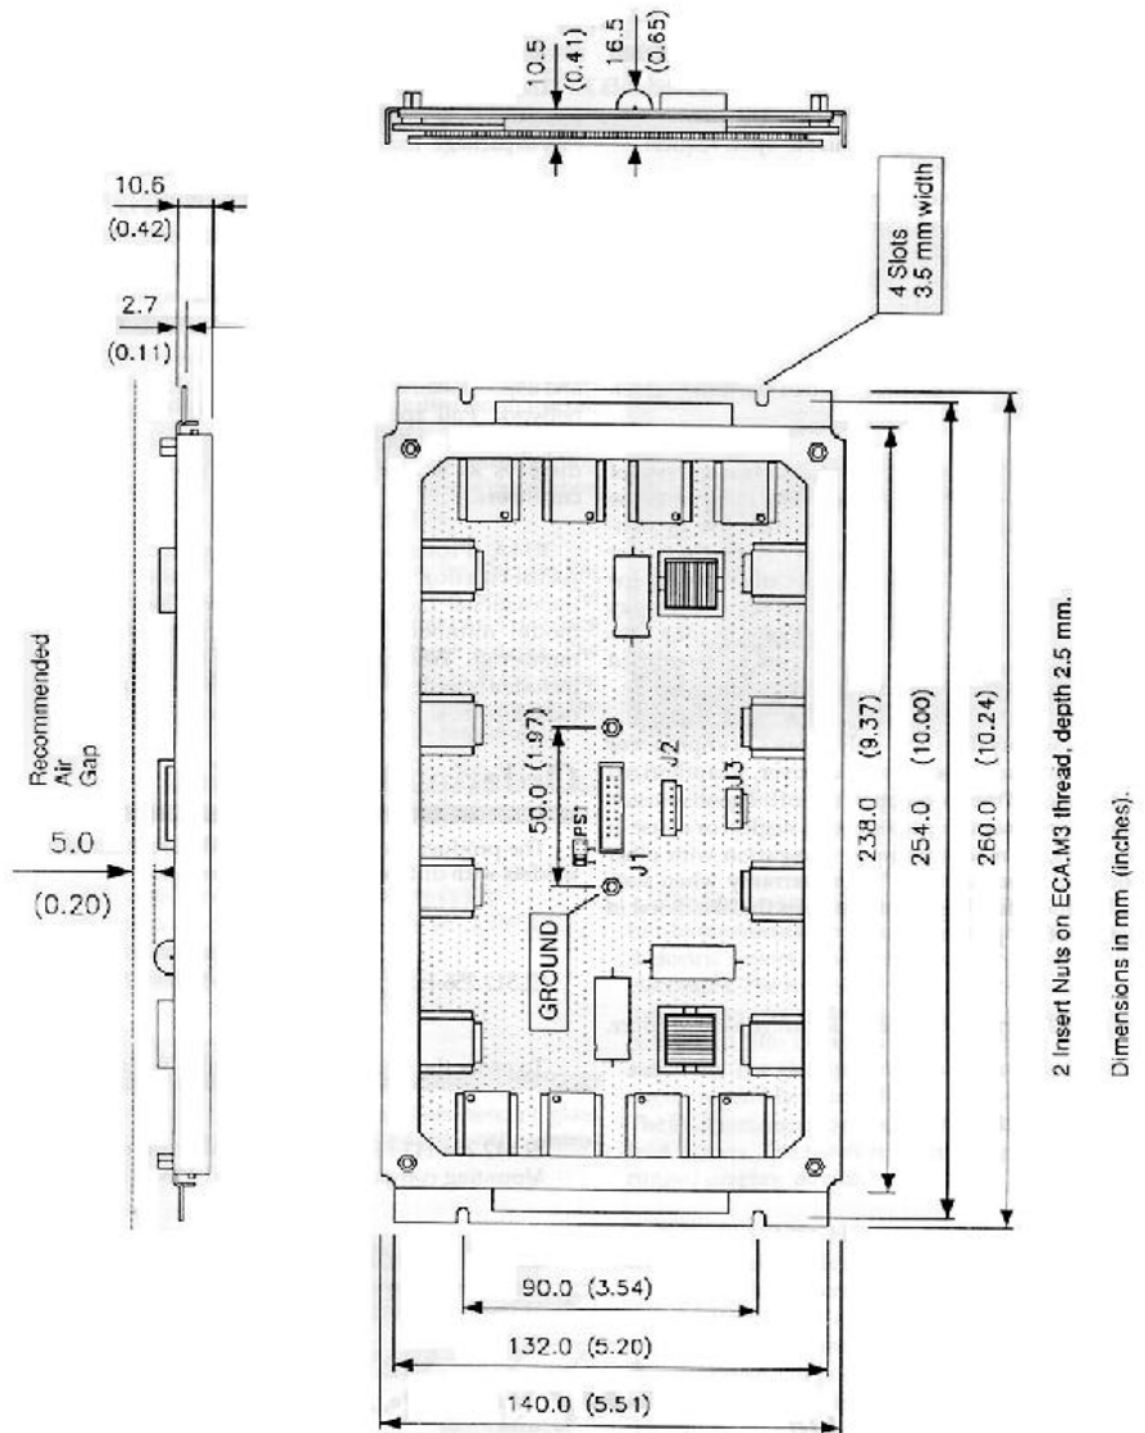 10.5
(0.41)
16.5
(0.65)
10.6
(0.42)
2.7
(0.11)
4 Slots
3.5 mm width
Recommended
Air
Gap
5.0
(0.20)
50.0 (1.97)
PS1
J1
J2
J3
GROUND
238.0 (9.37)
254.0 (10.00)
260.0 (10.24)
90.0 (3.54)
132.0 (5.20)
140.0 (5.51)
2 Insert Nuts on ECA.M3 thread, depth 2.5 mm.
Dimensions in mm (inches).